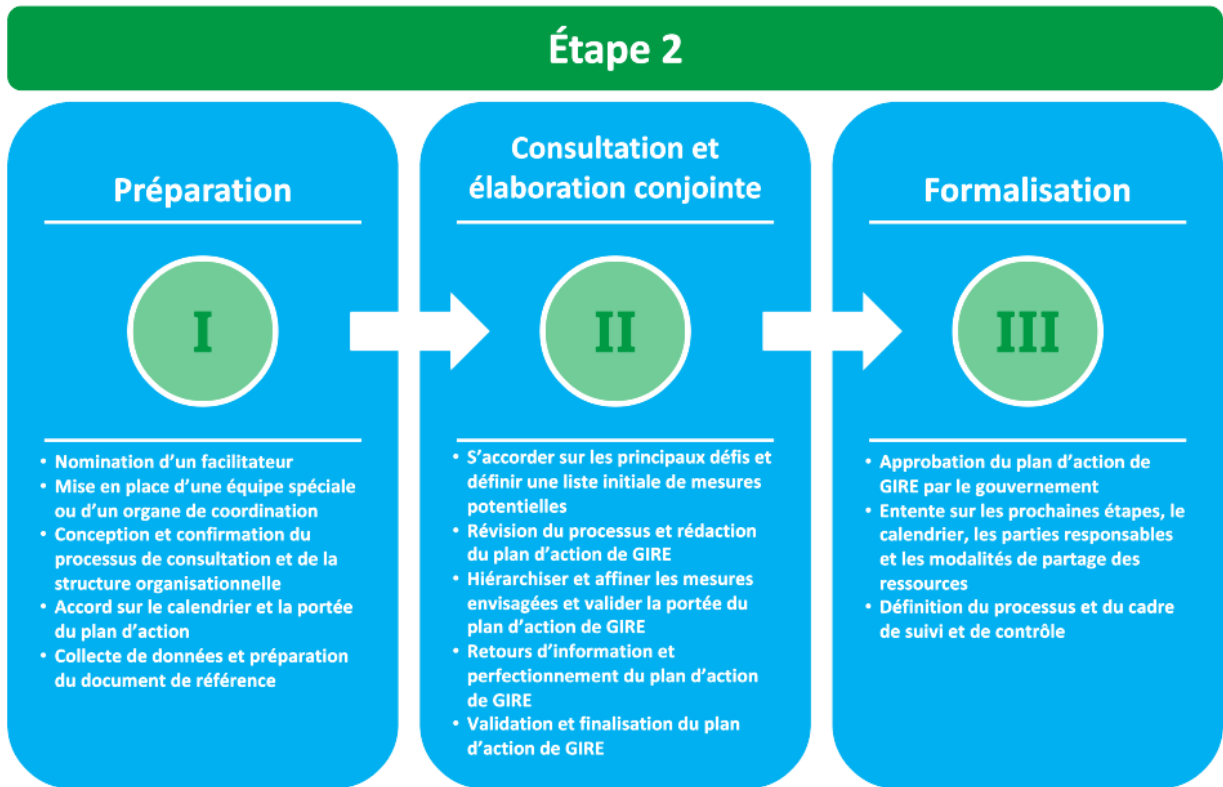 Étape 2
Préparation
I
• Nomination d’un facilitateur
• Mise en place d’une équipe spéciale
ou d’un organe de coordination
• Conception et confirmation du
processus de consultation et de la
structure organisationnelle
• Accord sur le calendrier et la portée
du plan d’action
• Collecte de données et préparation
du document de référence
Consultation et
élaboration conjointe
II
• S’accorder sur les principaux défis et
définir une liste initiale de mesures
potentielles
• Révision du processus et rédaction
du plan d’action de GIRE
• Hiérarchiser et affiner les mesures
envisagées et valider la portée du
plan d’action de GIRE
• Retours d’information et
perfectionnement du plan d’action
de GIRE
• Validation et finalisation du plan
d’action de GIRE
Formalisation
III
• Approbation du plan d’action de
GIRE par le gouvernement
• Entente sur les prochaines étapes, le
calendrier, les parties responsables
et les modalités de partage des
ressources
• Définition du processus et du cadre
de suivi et de contrôle